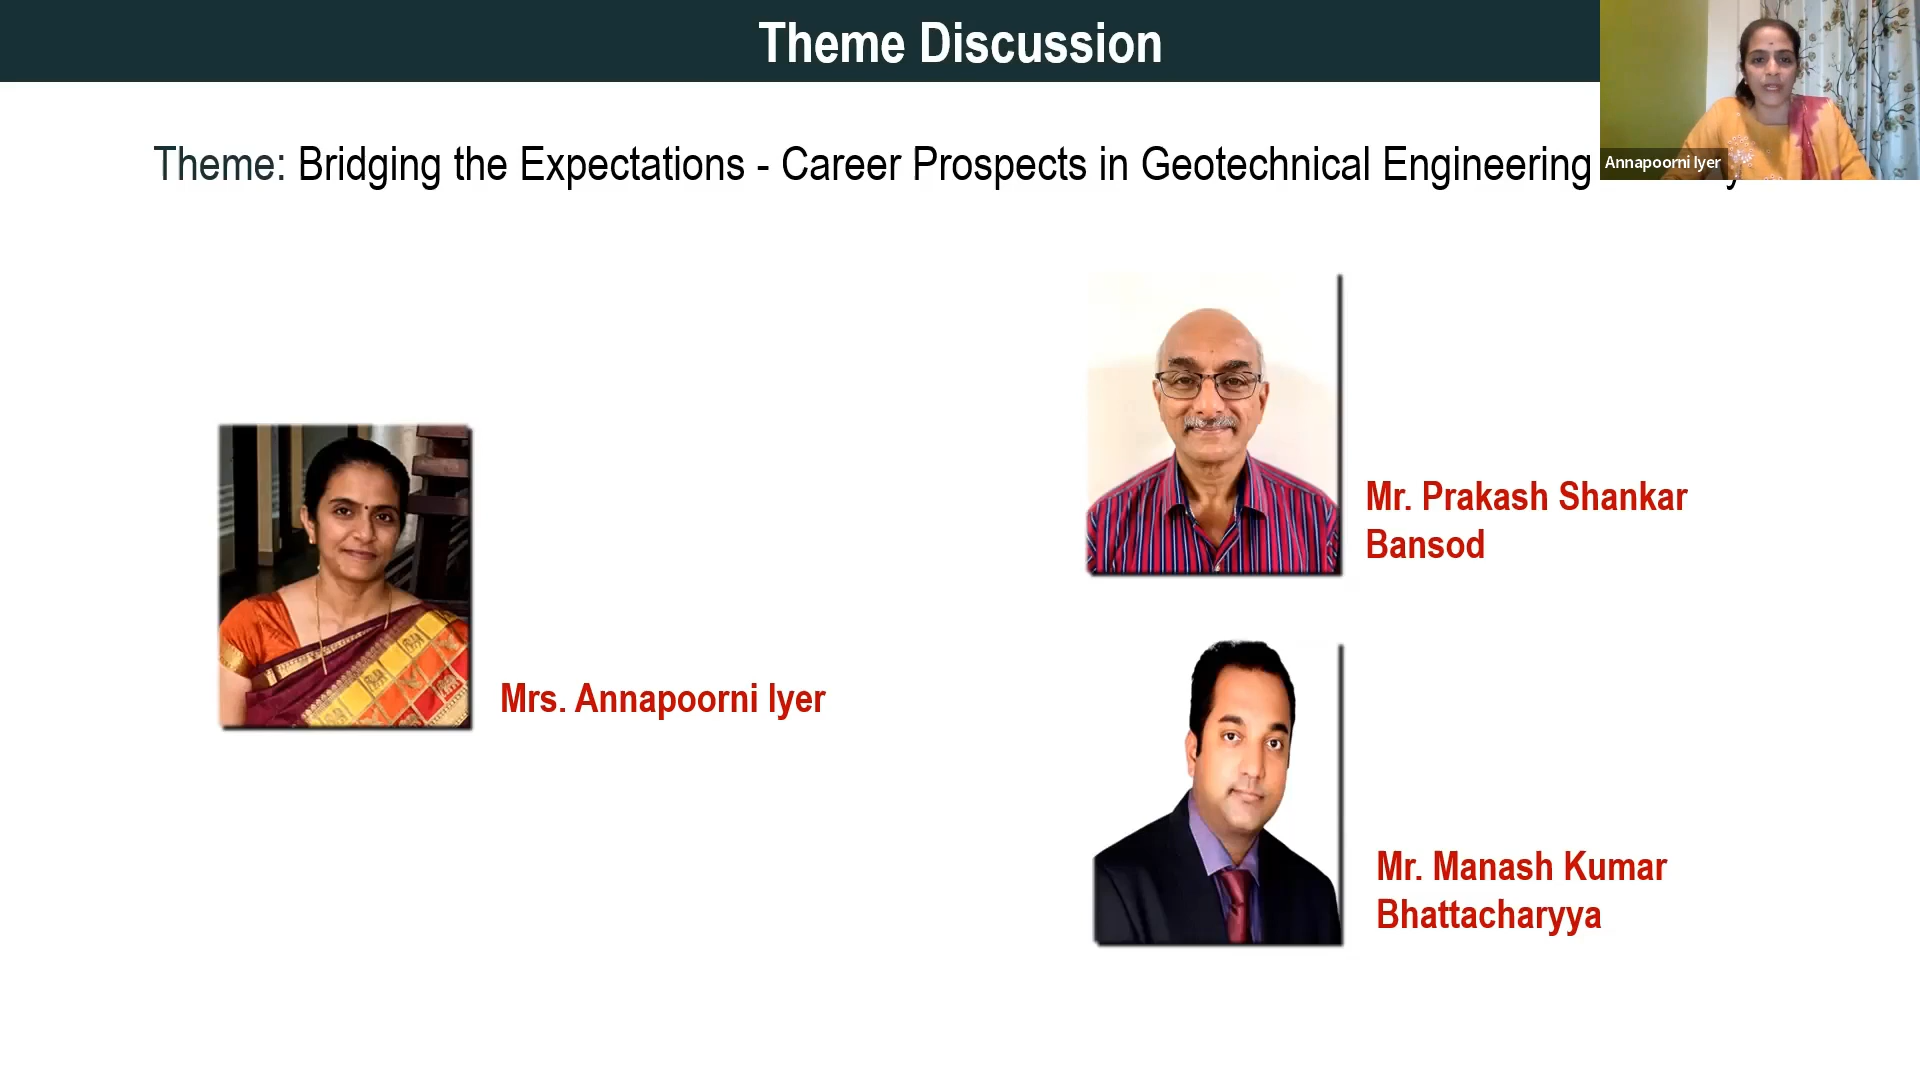 Theme Discussion
Theme: Bridging the Expectations - Career Prospects in Geotechnical Engineering
Annapoorni Iyer
Mr. Prakash Shankar
Bansod
Mrs. Annapoorni Iyer
Mr. Manash Kumar
Bhattacharyya